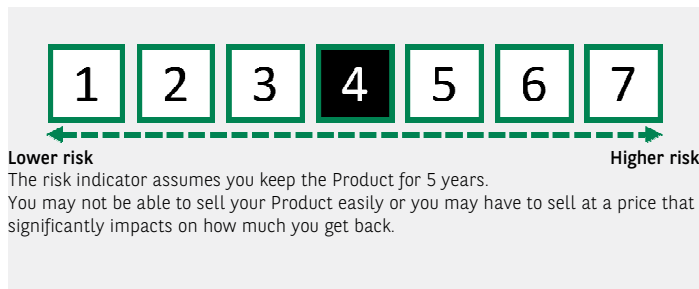 1 2 3 4 5 6 7
Lower risk Higher risk
The risk indicator assumes you keep the Product for 5 years.
You may not be able to sell your Product easily or you may have to sell at a price that
significantly impacts on how much you get back.